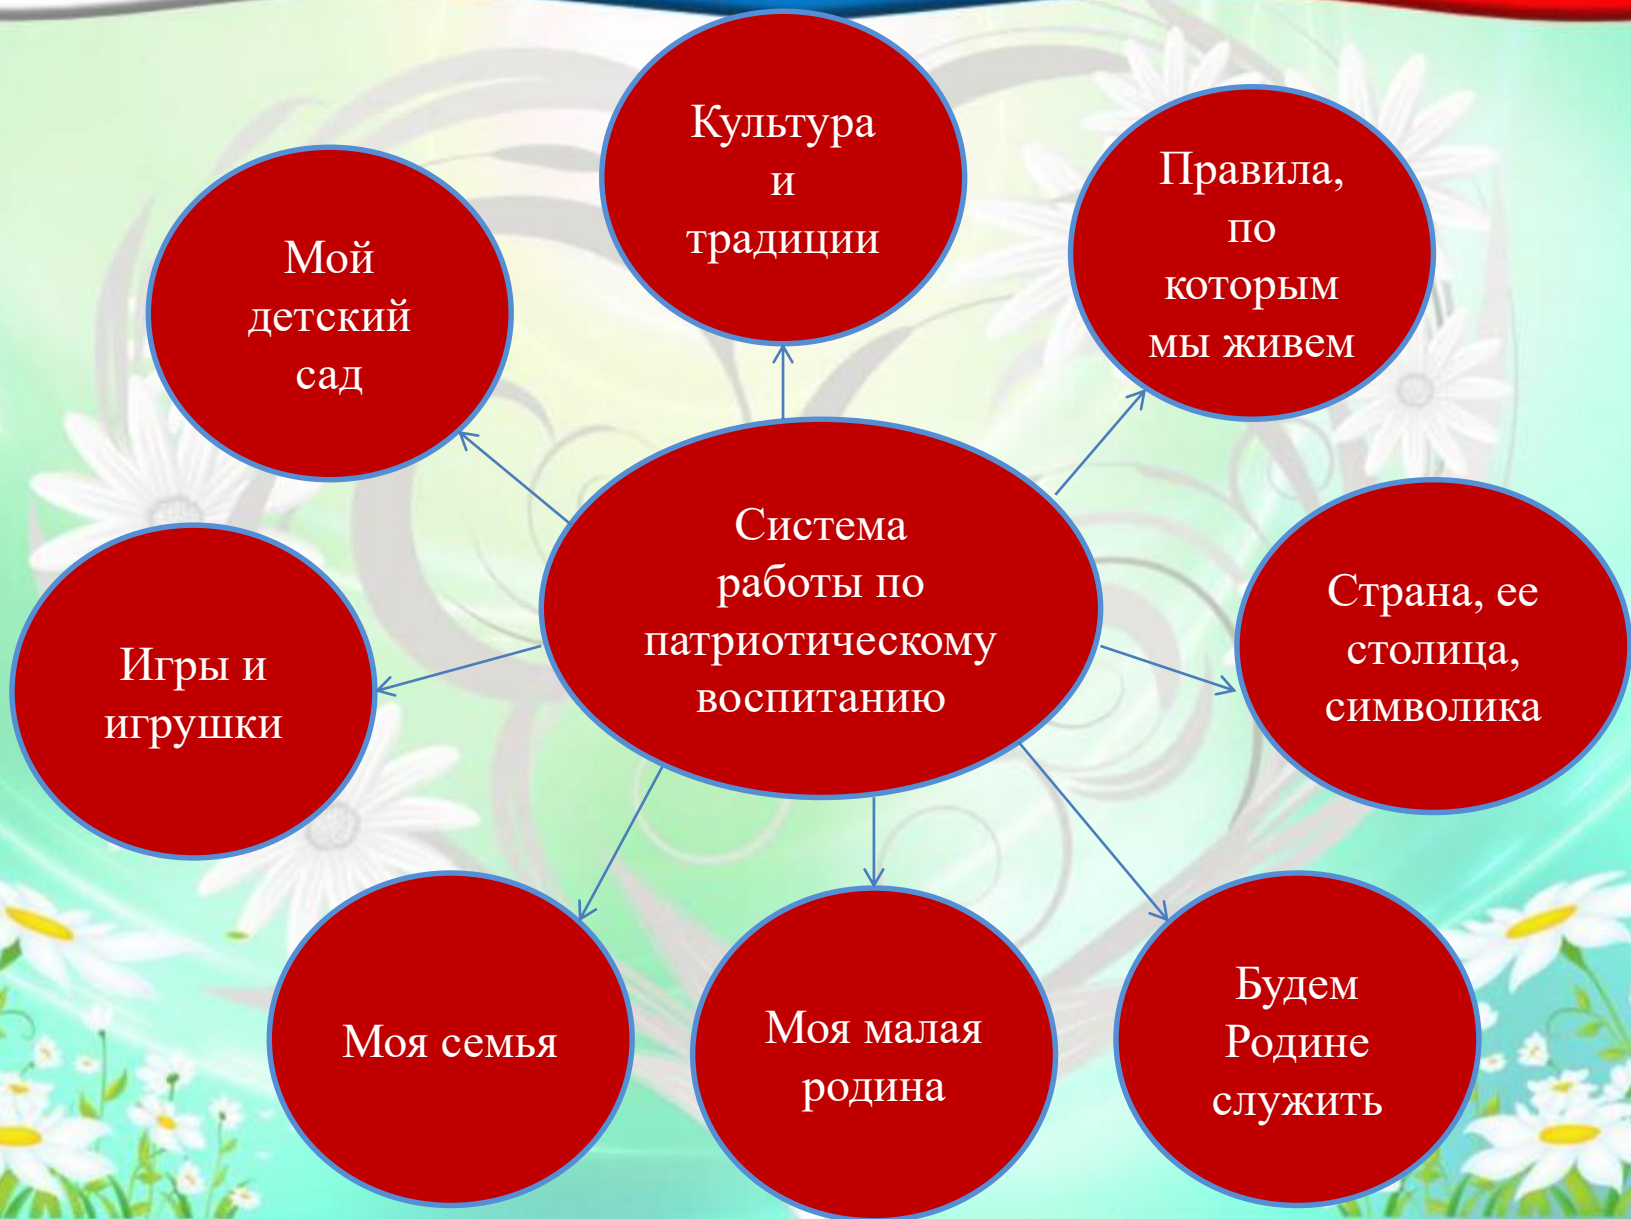 Культура
и
традиции
Правила,
по
которым
мы живем
Мой
детский
сад
Система
работы по
патриотическому
воспитанию
Страна, ее
столица,
символика
Игры и
игрушки
Моя семья
Моя малая
родина
Будем
Родине
служить